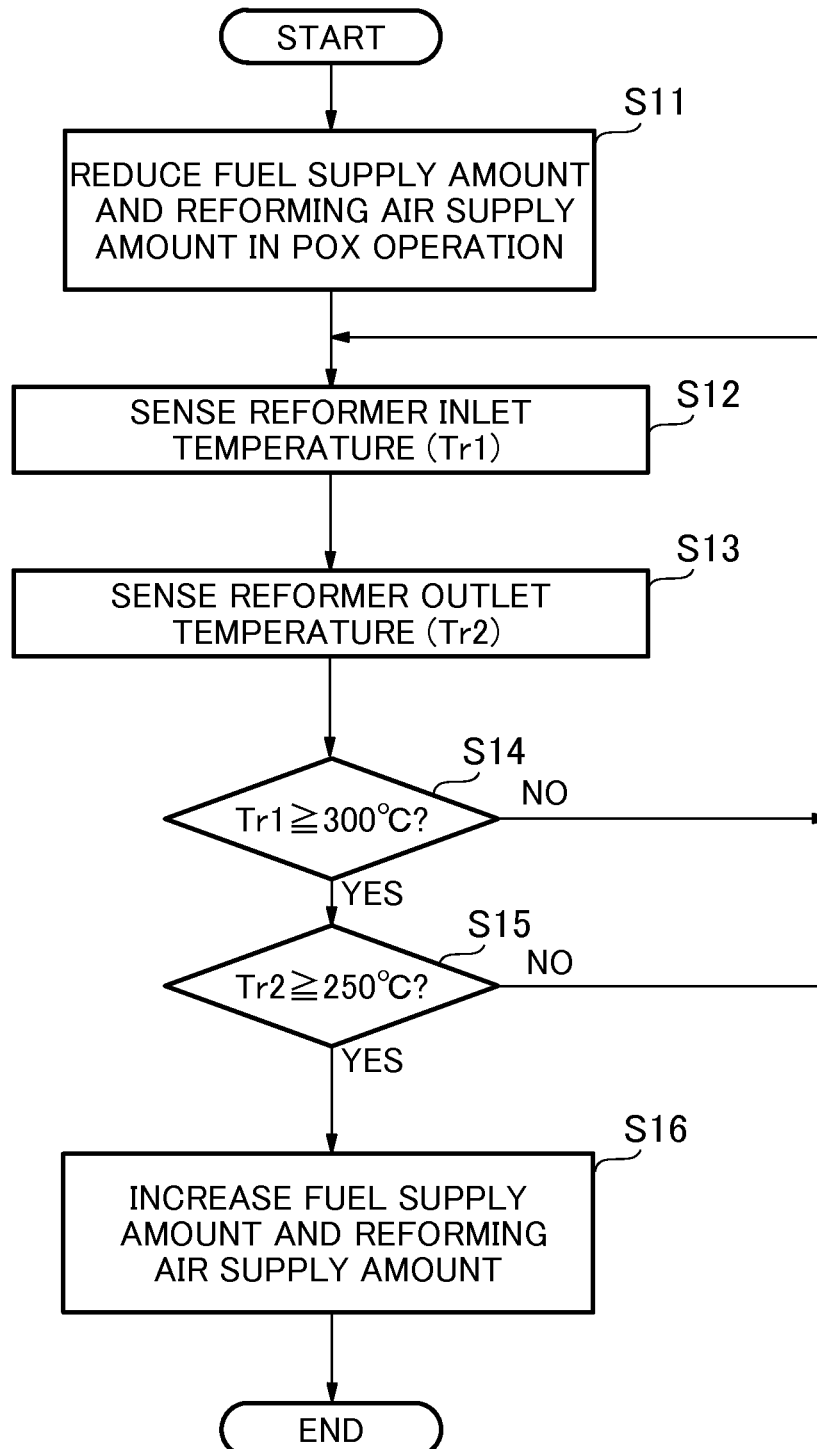 START
S11
REDUCE FUEL SUPPLY AMOUNT
AND REFORMING AIR SUPPLY
AMOUNT IN POX OPERATION
S12
SENSE REFORMER INLET
TEMPERATURE (Tr1)
S13
SENSE REFORMER OUTLET
TEMPERATURE (Tr2)
S14
Tr1≧300°C?
NO
YES
S15
Tr2≧250°C?
NO
YES
S16
INCREASE FUEL SUPPLY
AMOUNT AND REFORMING
AIR SUPPLY AMOUNT
END